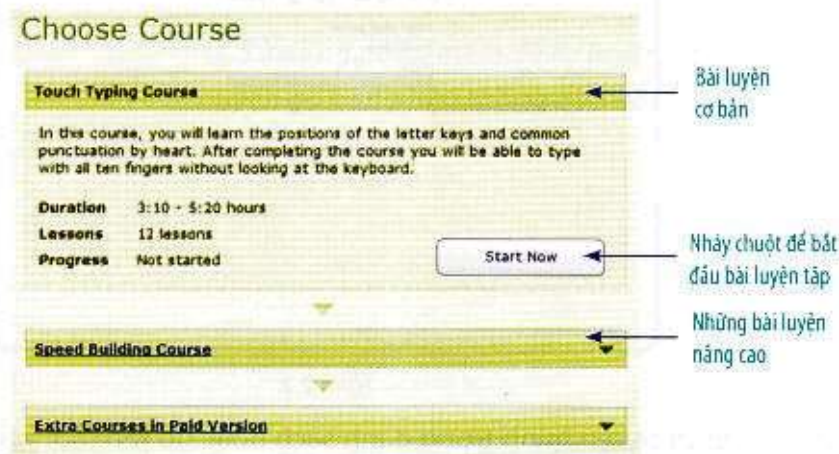 Choose Course
Touch Typing Course
Bài luyện
cơ bản
In this course, you will learn the positions of the letter keys and common
punctuation by heart. After completing the course you will be able to type
with all ten fingers without looking at the keyboard.
Duration 3:10 - 5:20 hours
Lessons 12 lessons
Progress Not started
Start Now
Nháy chuột để bắt
đầu bài luyện tập
Những bài luyện
nâng cao
Speed Building Course
Extra Courses in Paid Version